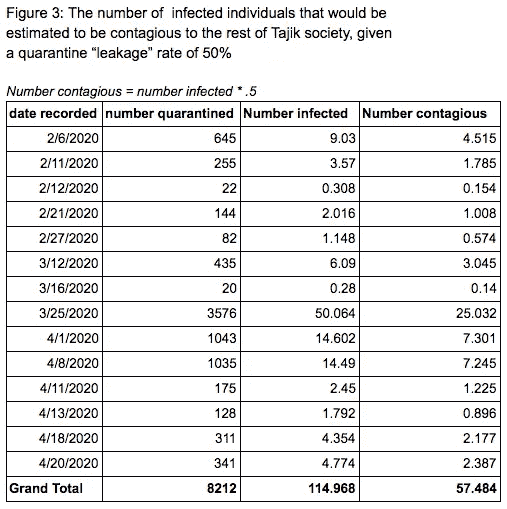 Figure 3: The number of infected individuals that would be
estimated to be contagious to the rest of Tajik society, given
a quarantine “leakage” rate of 50%
Number contagious = number infected * .5
date recorded number quarantined Number infected Number contagious
2/6/2020 645 9.03 4.515
2/11/2020 255 3.57 1.785
2/12/2020 22 0.308 0.154
2/21/2020 144 2.016 1.008
2/27/2020 82 1.148 0.574
3/12/2020 435 6.09 3.045
3/16/2020 20 0.28 0.14
3/25/2020 3576 50.064 25.032
4/1/2020 1043 14.602 7.301
4/8/2020 1035 14.49 7.245
4/11/2020 175 2.45 1.225
4/13/2020 128 1.792 0.896
4/18/2020 311 4.354 2.177
4/20/2020 341 4.774 2.387
Grand Total 8212 114.968 57.484